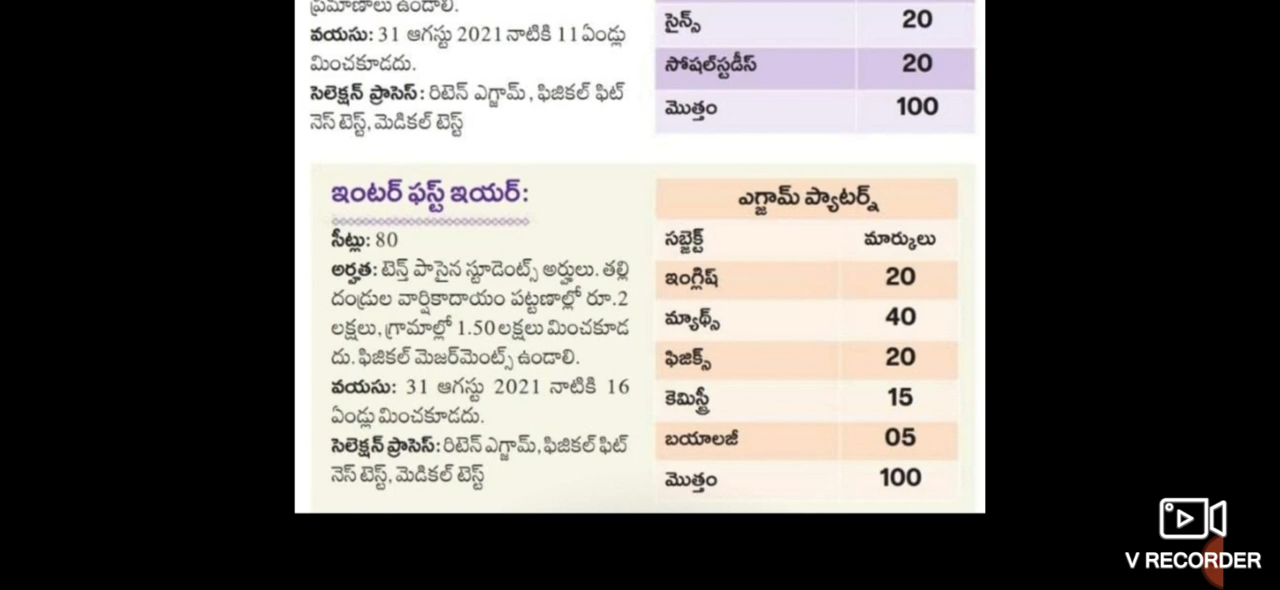 ప్రమాణాలు ఉండాలి.
వయసు: 31 ఆగస్టు 2021 నాటికి 11 ఏండ్లు
మించకూడదు.
సెలెక్షన్ ప్రాసెస్: రిటెన్ ఎగ్జామ్, ఫిజికల్ ఫిట్
నెస్ టెస్ట్, మెడికల్ టెస్ట్
సైన్స్ 20
సోషల్‌స్టడీస్ 20
మొత్తం 100
ఇంటర్ ఫస్ట్ ఇయర్:
సీట్లు: 80
అర్హత: టెన్త్ పాసైన స్టూడెంట్స్ అర్హులు. తల్లి
దండ్రుల వార్షికాదాయం పట్టణాల్లో రూ.2
లక్షలు, గ్రామాల్లో 1.50 లక్షలు మించకూడ
దు. ఫిజికల్ మెజర్‌మెంట్స్ ఉండాలి.
వయసు: 31 ఆగస్టు 2021 నాటికి 16
ఏండ్లు మించకూడదు.
సెలెక్షన్ ప్రాసెస్: రిటెన్ ఎగ్జామ్, ఫిజికల్ ఫిట్
నెస్ టెస్ట్, మెడికల్ టెస్ట్
ఎగ్జామ్ ప్యాటర్న్
సబ్జెక్ట్ మార్కులు
ఇంగ్లిష్ 20
మ్యాథ్స్ 40
ఫిజిక్స్ 20
కెమిస్ట్రీ 15
బయాలజీ 05
మొత్తం 100
V RECORDER